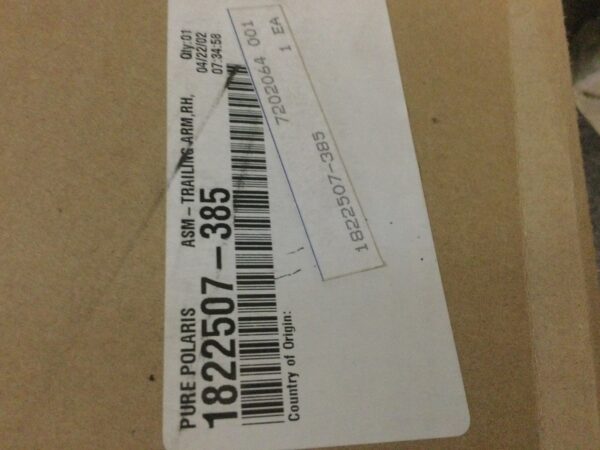 PURE POLARIS
Qty:01
04/22/02
07:34:58
ASM-TRAILING ARM,RH,
1822507-385
Country of Origin:
7202064 001
1 EA
1822507-385